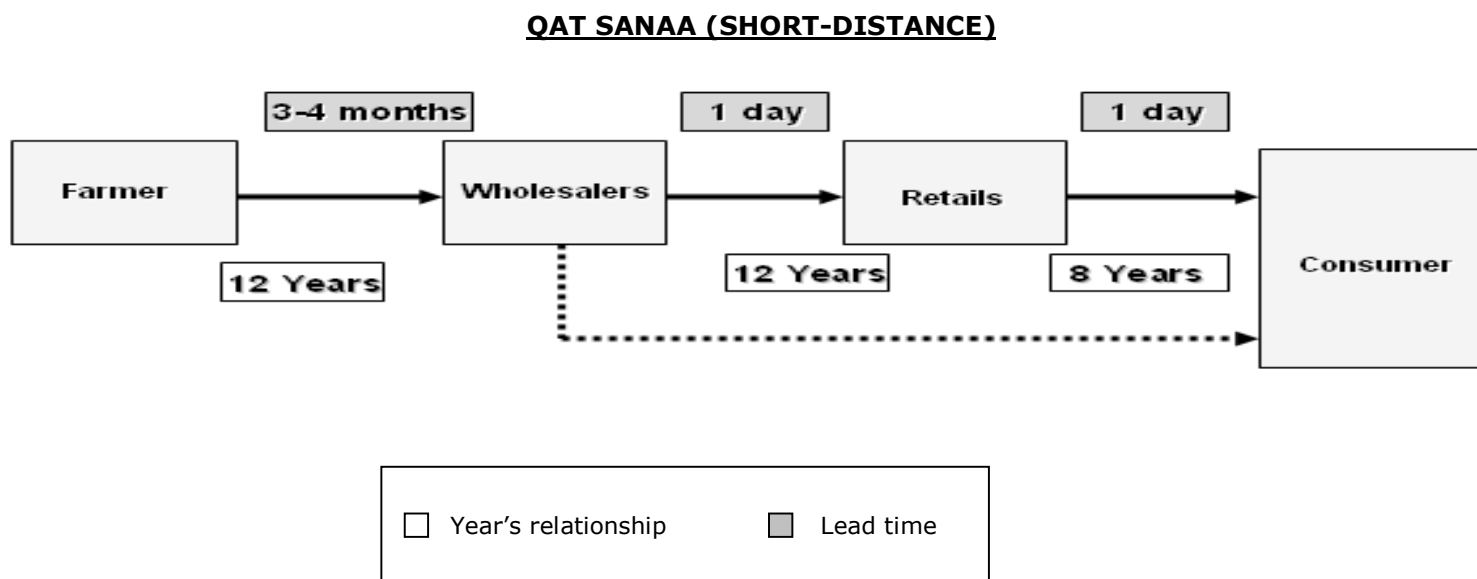 QAT SANAA (SHORT-DISTANCE)
3-4 months
1 day
1 day
Farmer
Wholesalers
Retails
Consumer
12 Years
12 Years
8 Years
Year's relationship
Lead time